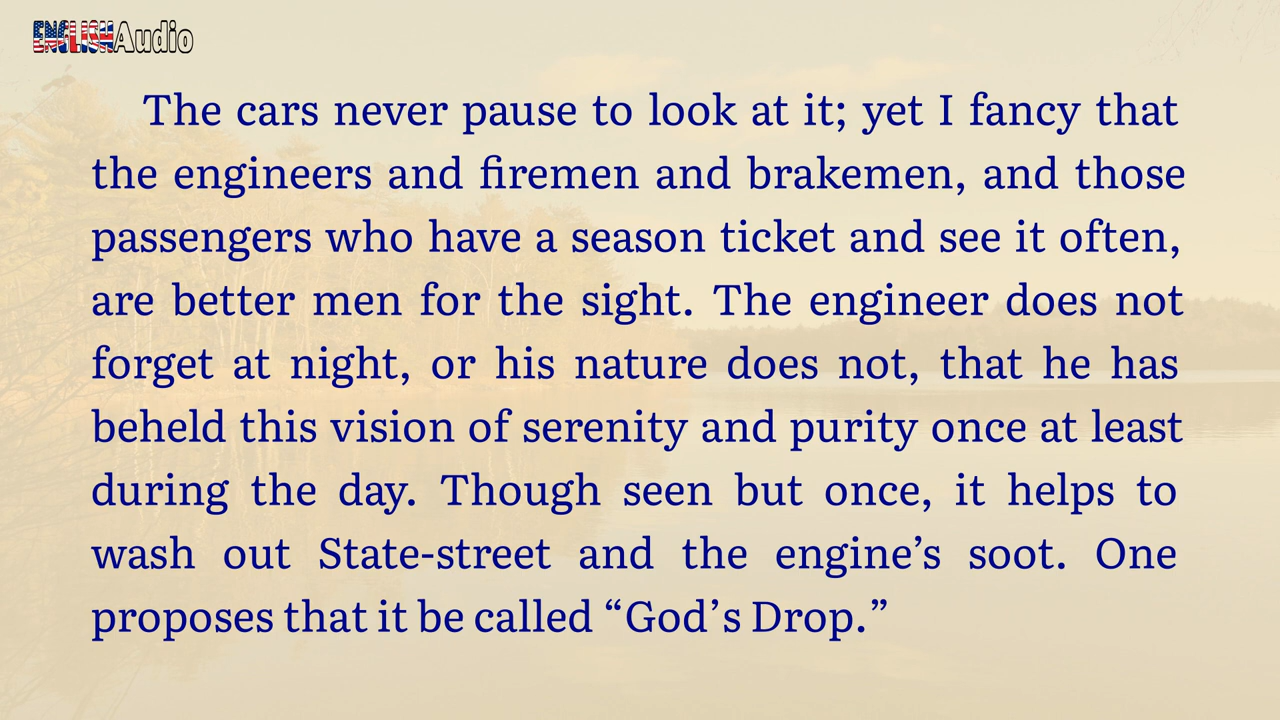 ENGLISHAudio
The cars never pause to look at it; yet I fancy that
the engineers and firemen and brakemen, and those
passengers who have a season ticket and see it often,
are better men for the sight. The engineer does not
forget at night, or his nature does not, that he has
beheld this vision of serenity and purity once at least
during the day. Though seen but once, it helps to
wash out State-street and the engine’s soot. One
proposes that it be called “God’s Drop.”